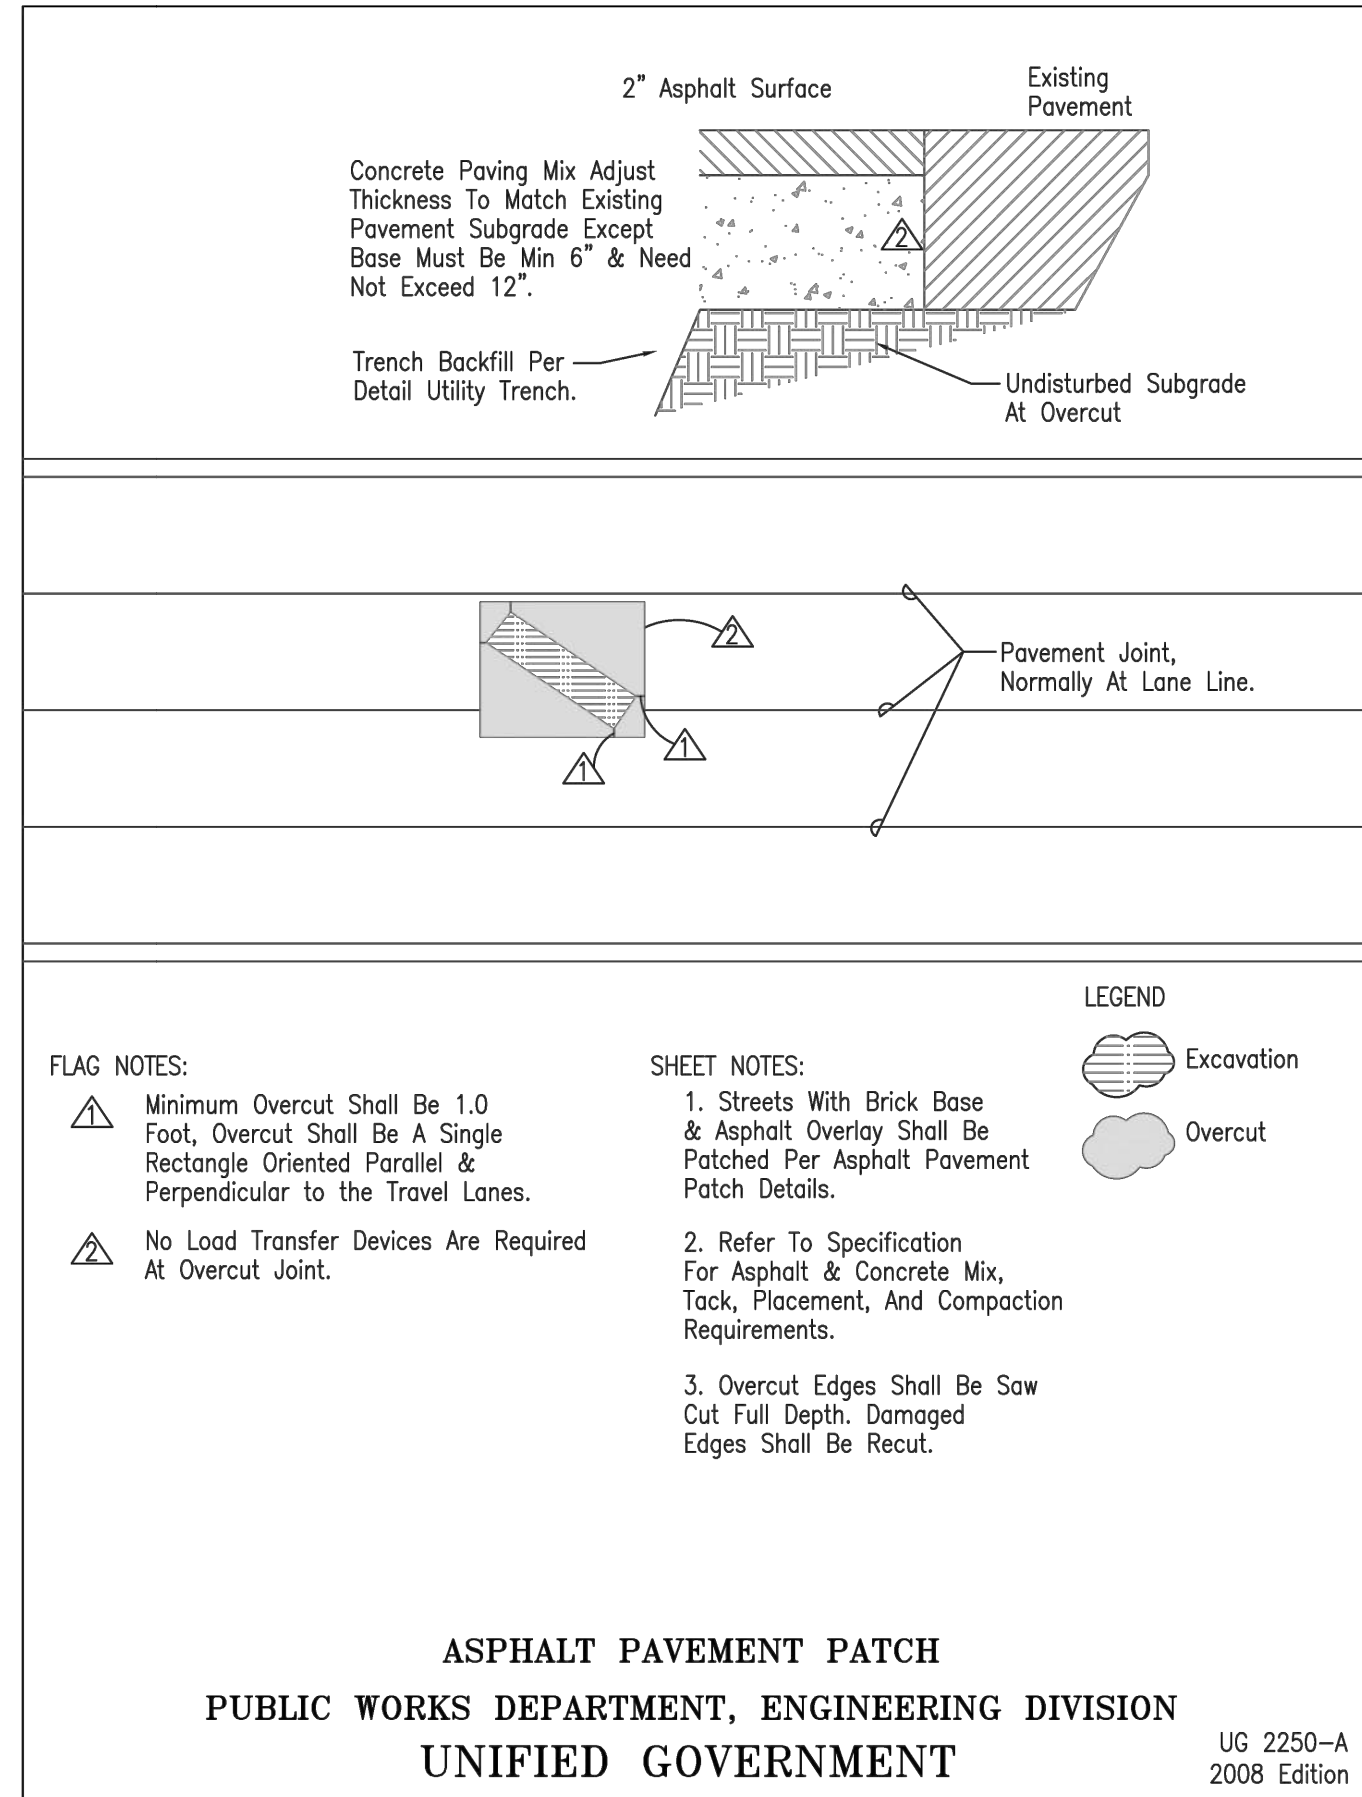 2" Asphalt Surface
Existing
Pavement
Concrete Paving Mix Adjust
Thickness To Match Existing
Pavement Subgrade Except
Base Must Be Min 6" & Need
Not Exceed 12".
2
Trench Backfill Per
Detail Utility Trench.
Undisturbed Subgrade
At Overcut
2
Pavement Joint,
Normally At Lane Line.
1
1
LEGEND
Excavation
Overcut
FLAG NOTES:
1
Minimum Overcut Shall Be 1.0
Foot, Overcut Shall Be A Single
Rectangle Oriented Parallel &
Perpendicular to the Travel Lanes.
2
No Load Transfer Devices Are Required
At Overcut Joint.
SHEET NOTES:
1. Streets With Brick Base
& Asphalt Overlay Shall Be
Patched Per Asphalt Pavement
Patch Details.
2. Refer To Specification
For Asphalt & Concrete Mix,
Tack, Placement, And Compaction
Requirements.
3. Overcut Edges Shall Be Saw
Cut Full Depth. Damaged
Edges Shall Be Recut.
ASPHALT PAVEMENT PATCH
PUBLIC WORKS DEPARTMENT, ENGINEERING DIVISION
UNIFIED GOVERNMENT
UG 2250-A
2008 Edition